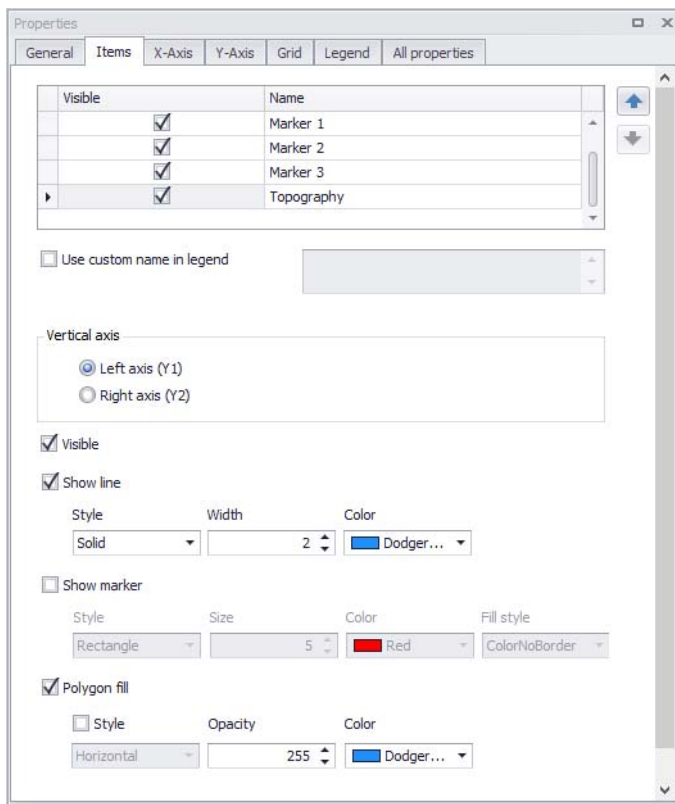 Properties
General Items X-Axis Y-Axis Grid Legend All properties
Visible Name
Marker 1
Marker 2
Marker 3
Topography
Use custom name in legend
Vertical axis
Left axis (Y1)
Right axis (Y2)
Visible
Show line
Style Width Color
Solid 2 Dodger...
Show marker
Style Size Color Fill style
Rectangle 5 Red ColorNoBorder
Polygon fill
Style Opacity Color
Horizontal 255 Dodger...